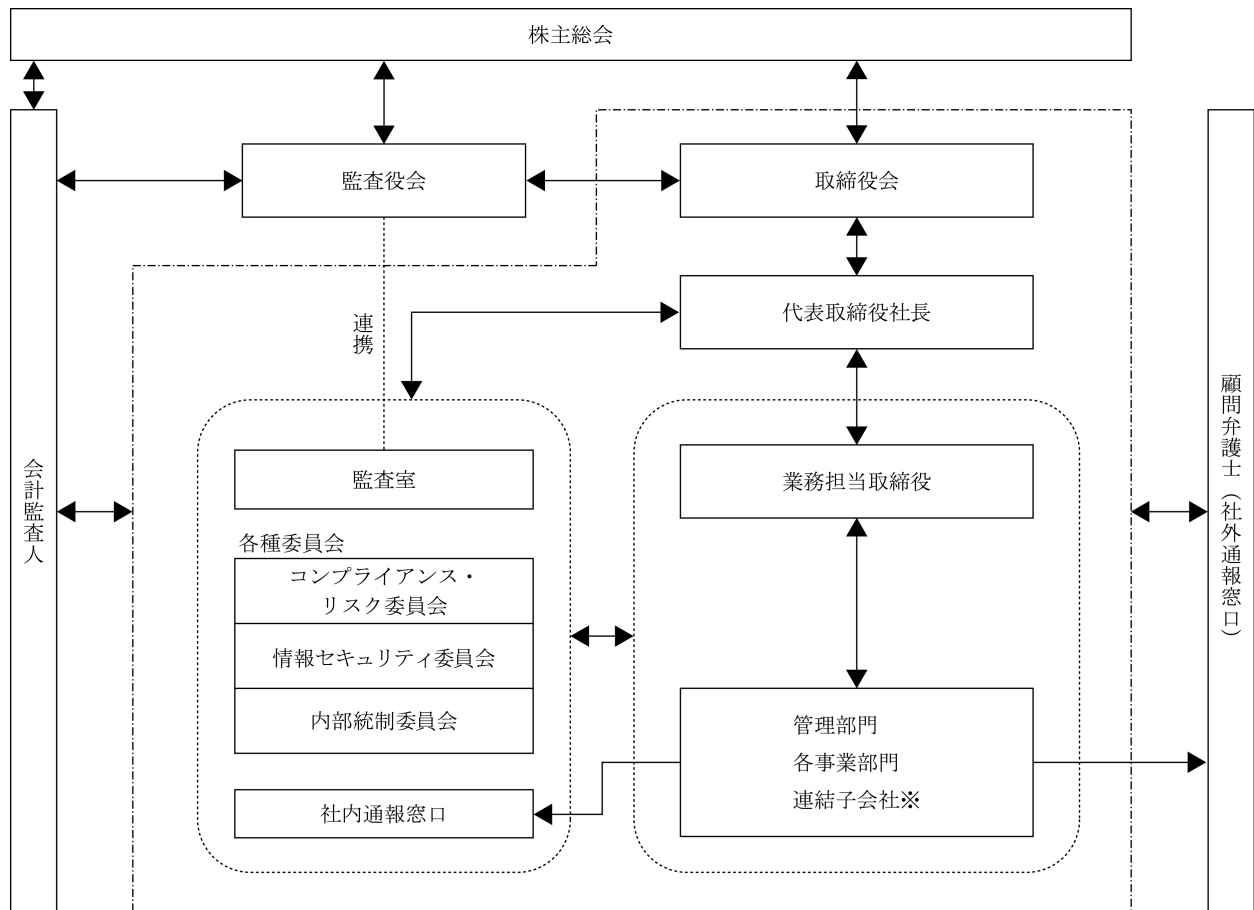 株主総会
監査役会
取締役会
代表取締役社長
連携
監査室
業務担当取締役
各種委員会
コンプライアンス・
リスク委員会
情報セキュリティ委員会
内部統制委員会
管理部門
各事業部門
連結子会社※
社内通報窓口
会計監査人
顧問弁護士（社外通報窓口）